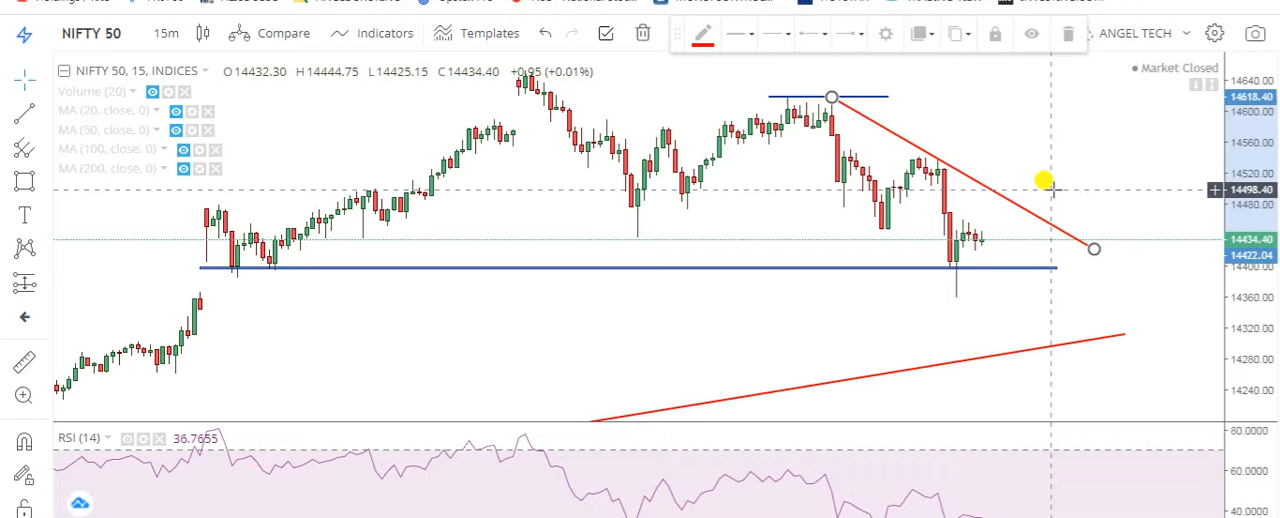 NIFTY 50 15m Compare Indicators Templates ANGEL TECH
NIFTY 50, 15, INDICES O14432.30 H14444.75 L14425.15 C14434.40 +0.95 (+0.01%)
Market Closed
Volume (20)
MA (20, close, 0)
MA (50, close, 0)
MA (100, close, 0)
MA (200, close, 0)
14640.00
14618.40
14600.00
14560.00
14520.00
14498.40
14480.00
14434.40
14422.04
14400.00
14360.00
14320.00
14280.00
14240.00
RSI (14) 36.7655
80.0000
60.0000
40.0000